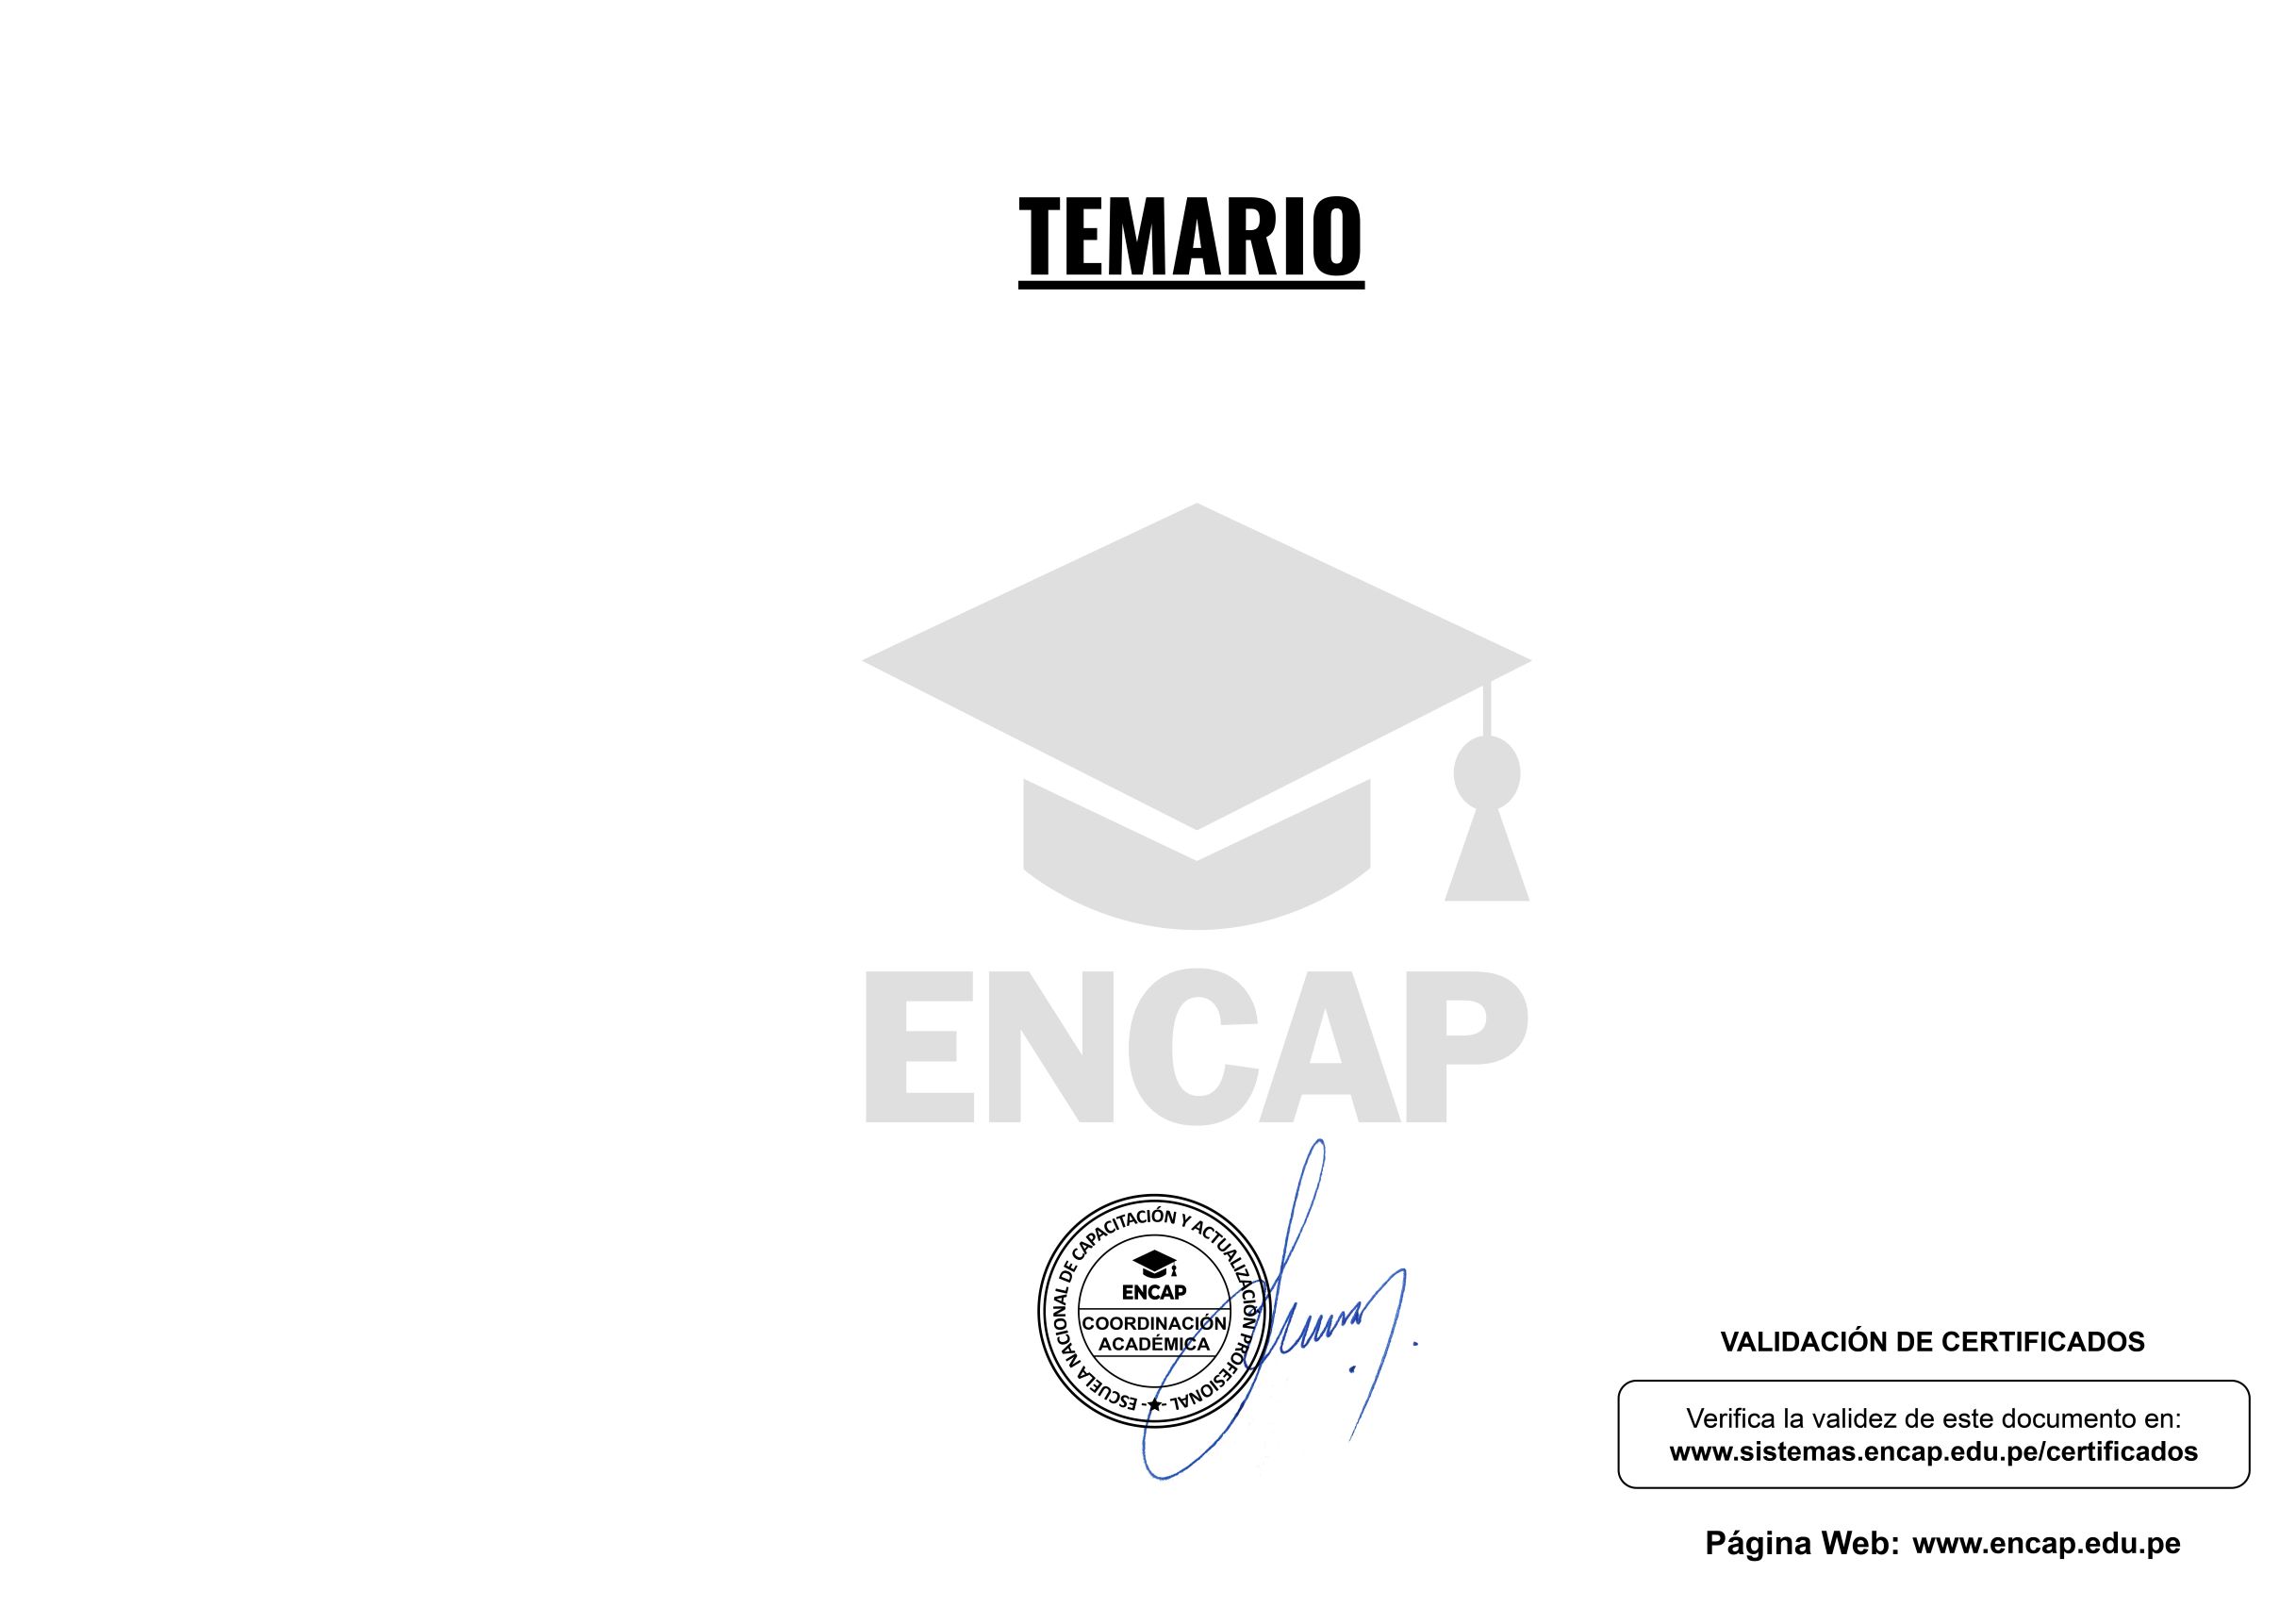 TEMARIO
ENCAP
ESCUELA NACIONAL DE CAPACITACIÓN Y ACTUALIZACIÓN PROFESIONAL
ENCAP
COORDINACIÓN
ACADÉMICA
VALIDACIÓN DE CERTIFICADOS
Verifica la validez de este documento en:
www.sistemas.encap.edu.pe/certificados
Página Web: www.encap.edu.pe